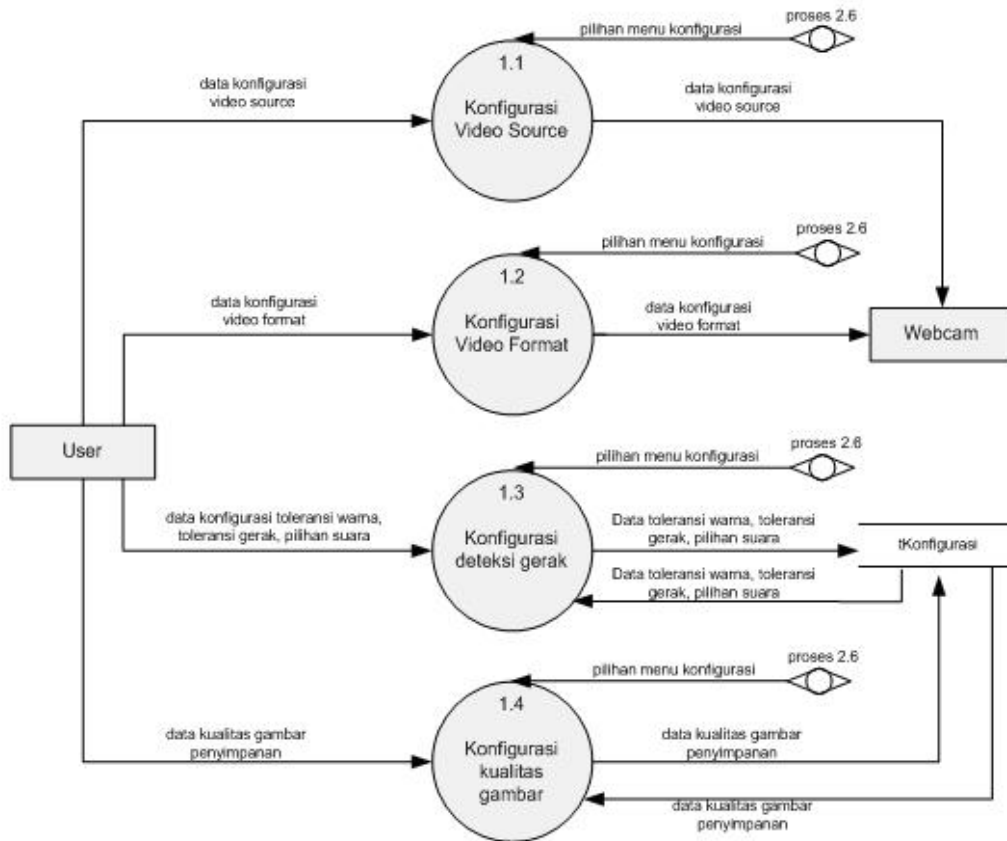 proses 2.6
pilihan menu konfigurasi
1.1
Konfigurasi
Video Source
data konfigurasi
video source
data konfigurasi
video source
proses 2.6
pilihan menu konfigurasi
1.2
Konfigurasi
Video Format
data konfigurasi
video format
data konfigurasi
video format
Webcam
User
proses 2.6
pilihan menu konfigurasi
1.3
Konfigurasi
deteksi gerak
data konfigurasi toleransi warna,
toleransi gerak, pilihan suara
Data toleransi warna, toleransi
gerak, pilihan suara
Data toleransi warna, toleransi
gerak, pilihan suara
tKonfigurasi
proses 2.6
pilihan menu konfigurasi
1.4
Konfigurasi
kualitas
gambar
data kualitas gambar
penyimpanan
data kualitas gambar
penyimpanan
data kualitas gambar
penyimpanan